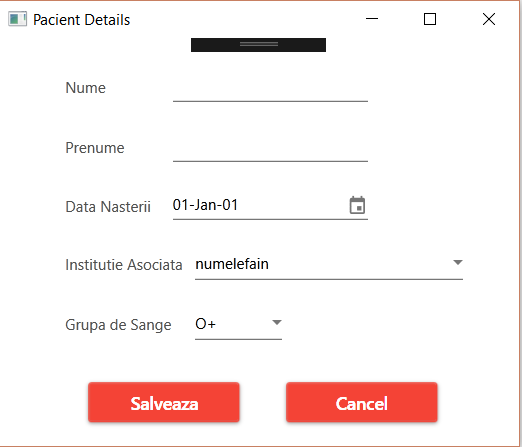 Pacient Details
Nume
Prenume
Data Nasterii 01-Jan-01
Institutie Asociata numelefain
Grupa de Sange O+
Salveaza Cancel